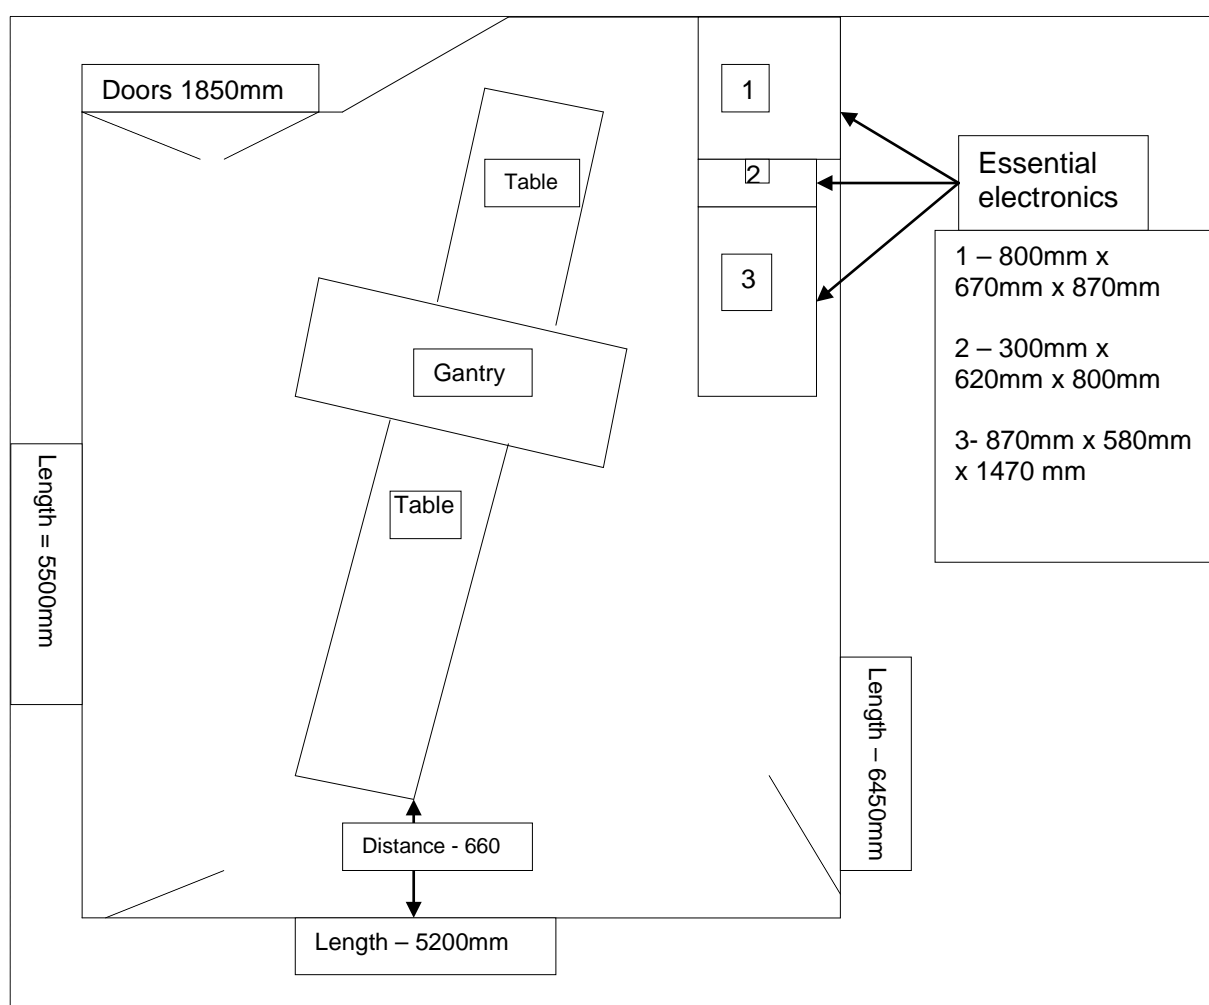 Doors 1850mm
1
Table
2
Essential
electronics
3
1 – 800mm x
670mm x 870mm
2 – 300mm x
620mm x 800mm
3- 870mm x 580mm
x 1470 mm
Gantry
Table
Length = 5500mm
Length – 6450mm
Distance - 660
Length – 5200mm